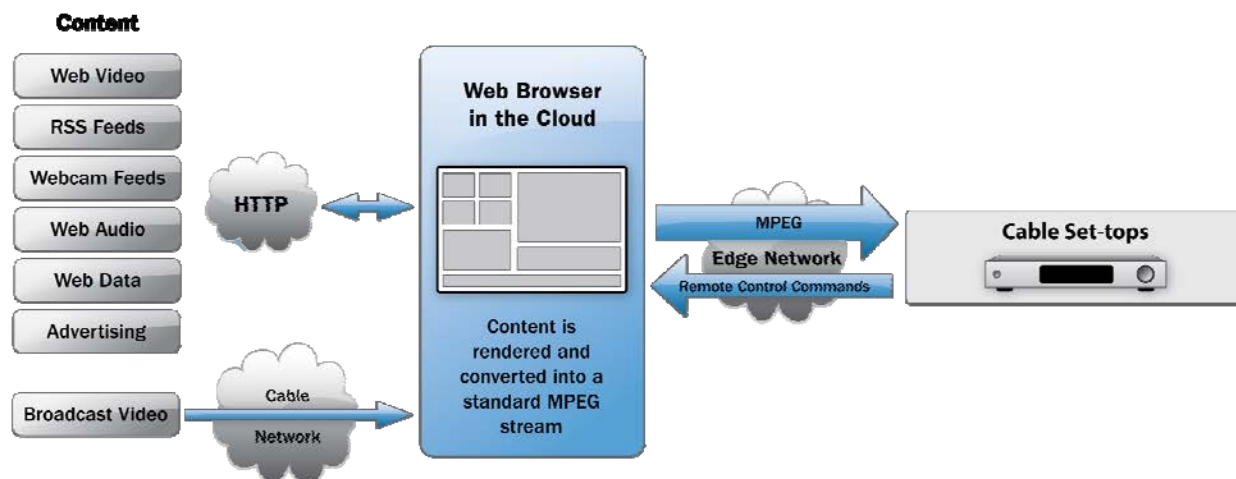 Content
Web Video
RSS Feeds
Webcam Feeds
Web Audio
Web Data
Advertising
Broadcast Video
HTTP
Cable
Network
Web Browser
in the Cloud
Content is
rendered and
converted into a
standard MPEG
stream
MPEG
Edge Network
Remote Control Commands
Cable Set-tops